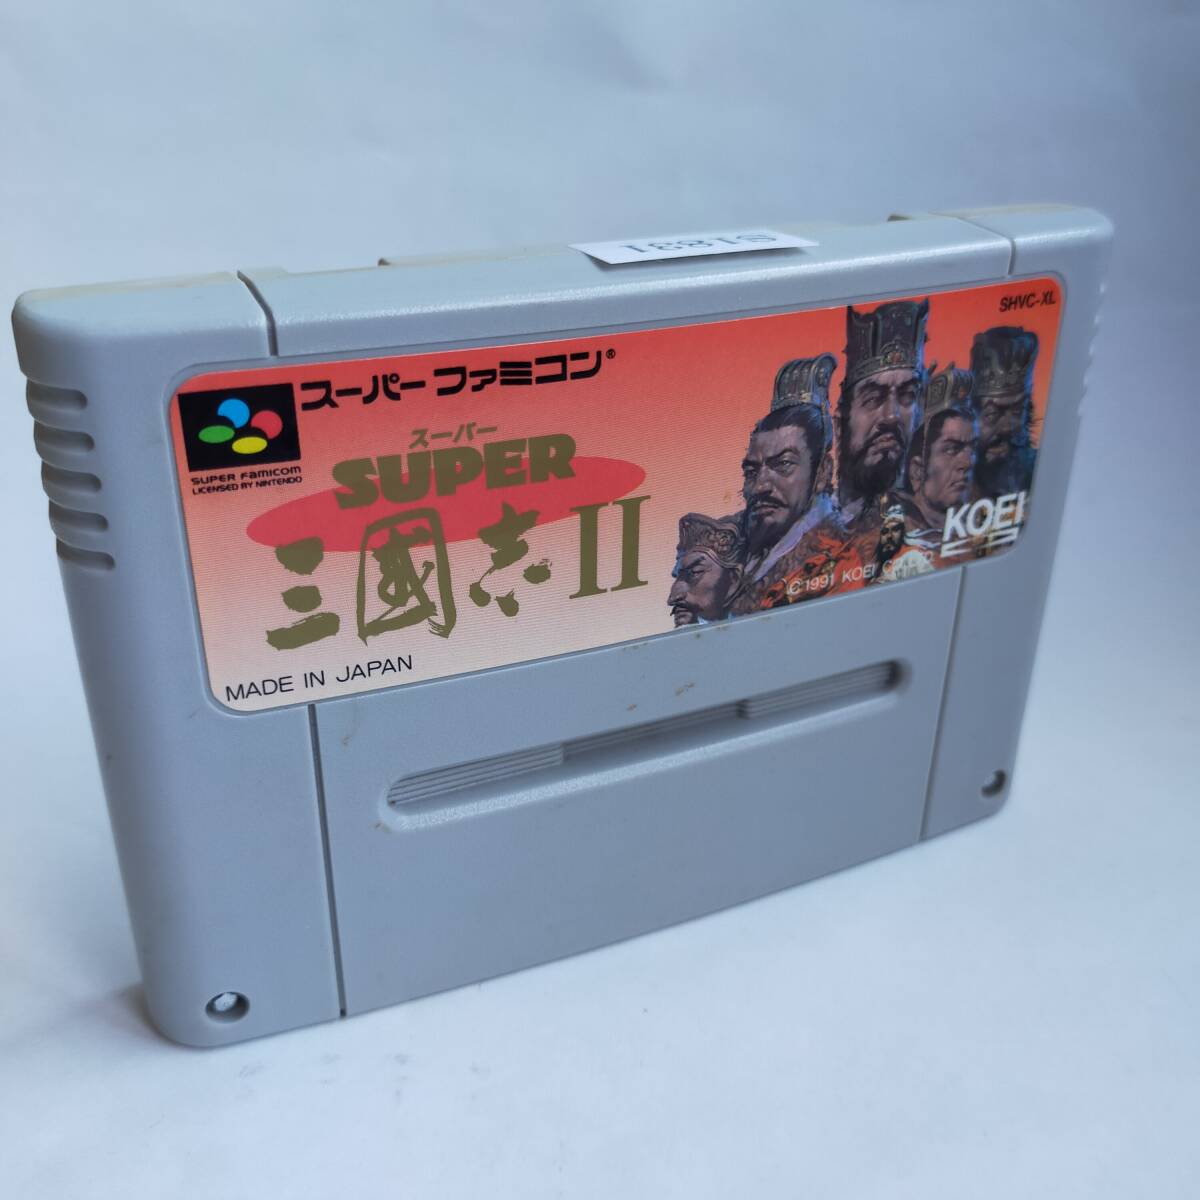 S1831
SHVC-XL
スーパーファミコン®
SUPER FAMICOM
LICENSED BY NINTENDO
スーパー
SUPER
三國志II
KOEI
© 1991 KOEI
MADE IN JAPAN